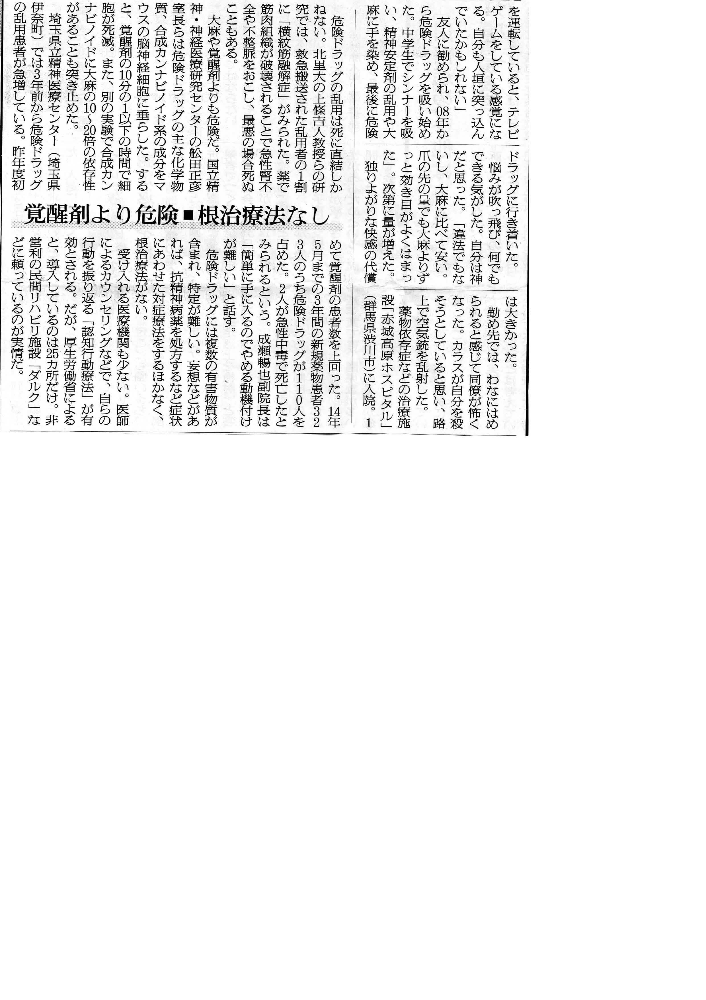 を運転していると、テレビ
ゲームをしている感覚にな
る。自分も人垣に突っ込ん
でいたかもしれない」
友人に勧められ、08年か
ら危険ドラッグを吸い始め
た。中学生でシンナーを吸
い、精神安定剤の乱用や大
麻に手を染め、最後に危険
ドラッグに行き着いた。
悩みが吹っ飛び、何でも
できる気がした。自分は神
だと思った。「違法でもな
いし、大麻に比べて安い。
爪の先の量でも大麻よりず
っと効き目がよくはまっ
た」。次第に量が増えた。
独りよがりな快感の代償
は大きかった。
勤め先では、わなにはめ
られると感じて同僚が怖く
なった。カラスが自分を殺
そうとしていると思い、路
上で空気銃を乱射した。
薬物依存症などの治療施
設「赤城高原ホスピタル」
（群馬県渋川市）に入院。1
覚醒剤より危険■根治療法なし
危険ドラッグの乱用は死に直結しか
ねない。北里大の上條吉人教授らの研
究では、救急搬送された乱用者の1割
に「横紋筋融解症」がみられた。薬で
筋肉組織が破壊されることで急性腎不
全や不整脈をおこし、最悪の場合死ぬ
こともある。
大麻や覚醒剤よりも危険だ。国立精
神・神経医療研究センターの舩田正彦
室長らは危険ドラッグの主な化学物
質、合成カンナビノイド系の成分をマ
ウスの脳神経細胞に垂らした。する
と、覚醒剤の10分の1以下の時間で細
胞が死滅。また、別の実験で合成カン
ナビノイドに大麻の10～20倍の依存性
があることも突き止めた。
埼玉県立精神医療センター（埼玉県
伊奈町）では3年前から危険ドラッグ
の乱用患者が急増している。昨年度初
めて覚醒剤の患者数を上回った。14年
5月までの3年間の新規薬物患者32
3人のうち危険ドラッグが110人を
占めた。2人が急性中毒で死亡したと
みられるという。成瀬暢也副院長は
「簡単に手に入るのでやめる動機付け
が難しい」と話す。
危険ドラッグには複数の有害物質が
含まれ、特定が難しい。妄想などがあ
れば、抗精神病薬を処方するなど症状
にあわせた対症療法をするほかなく、
根治療法がない。
受け入れる医療機関も少ない。医師
によるカウンセリングなどで、自らの
行動を振り返る「認知行動療法」が有
効とされる。だが、厚生労働省による
と、導入しているのは25カ所だけ。非
営利の民間リハビリ施設「ダルク」な
どに頼っているのが実情だ。